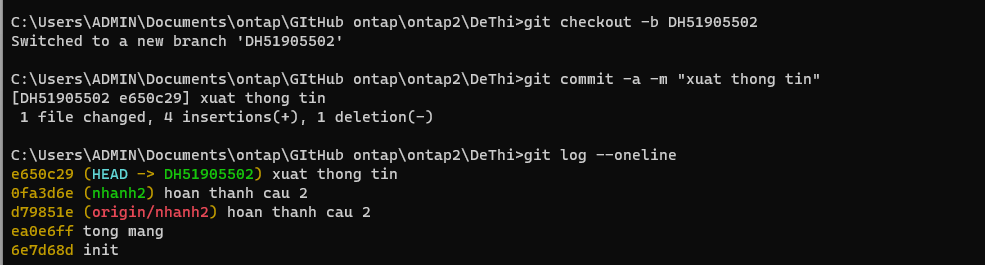 C:\Users\ADMIN\Documents\ontap\GItHub ontap\ontap2\DeThi>git checkout -b DH51905502
Switched to a new branch 'DH51905502'
C:\Users\ADMIN\Documents\ontap\GItHub ontap\ontap2\DeThi>git commit -a -m "xuat thong tin"
[DH51905502 e650c29] xuat thong tin
 1 file changed, 4 insertions(+), 1 deletion(-)
C:\Users\ADMIN\Documents\ontap\GItHub ontap\ontap2\DeThi>git log --oneline
e650c29 (HEAD -> DH51905502) xuat thong tin
0fa3d6e (nhanh2) hoan thanh cau 2
d79851e (origin/nhanh2) hoan thanh cau 2
ea0e6ff tong mang
6e7d68d init